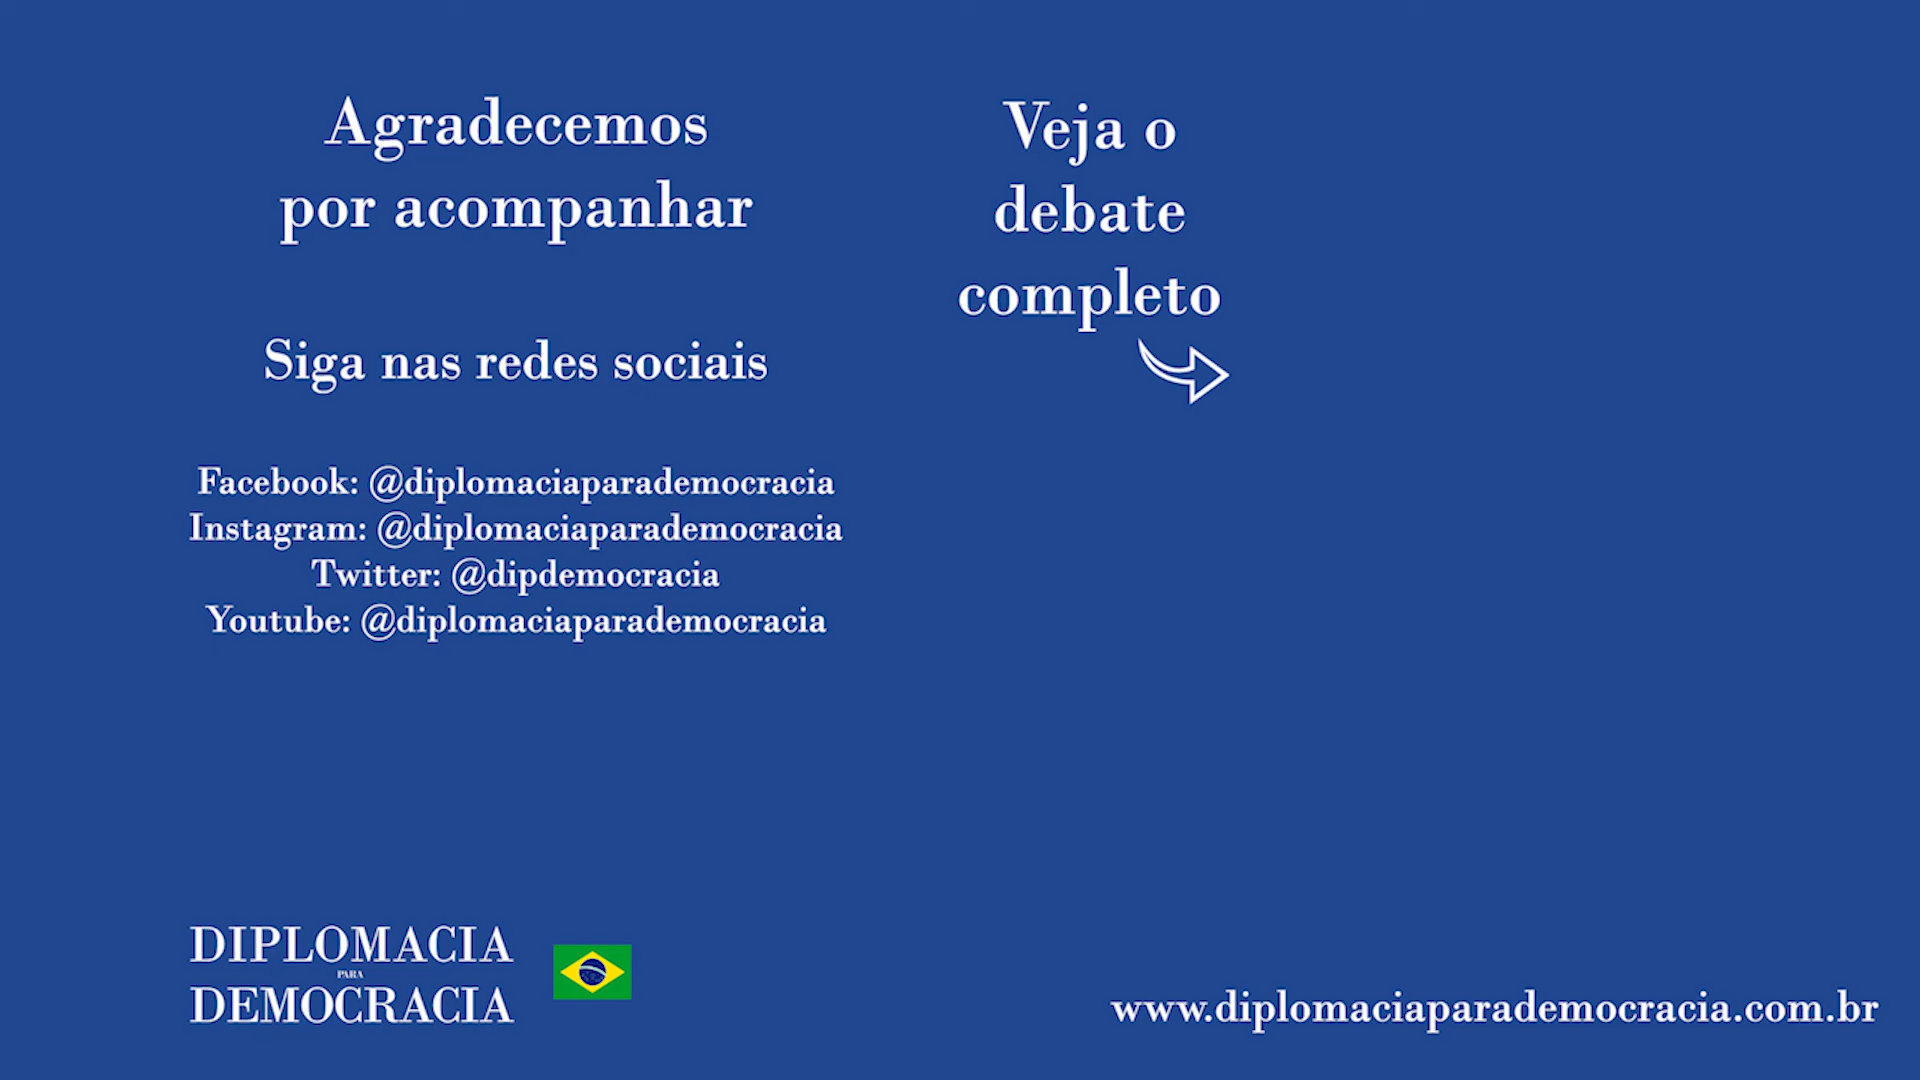 Agradecemos
por acompanhar
Siga nas redes sociais
Facebook: @diplomaciaparademocracia
Instagram: @diplomaciaparademocracia
Twitter: @dipdemocracia
Youtube: @diplomaciaparademocracia
Veja o
debate
completo
DIPLOMACIA
PARA
DEMOCRACIA
www.diplomaciaparademocracia.com.br